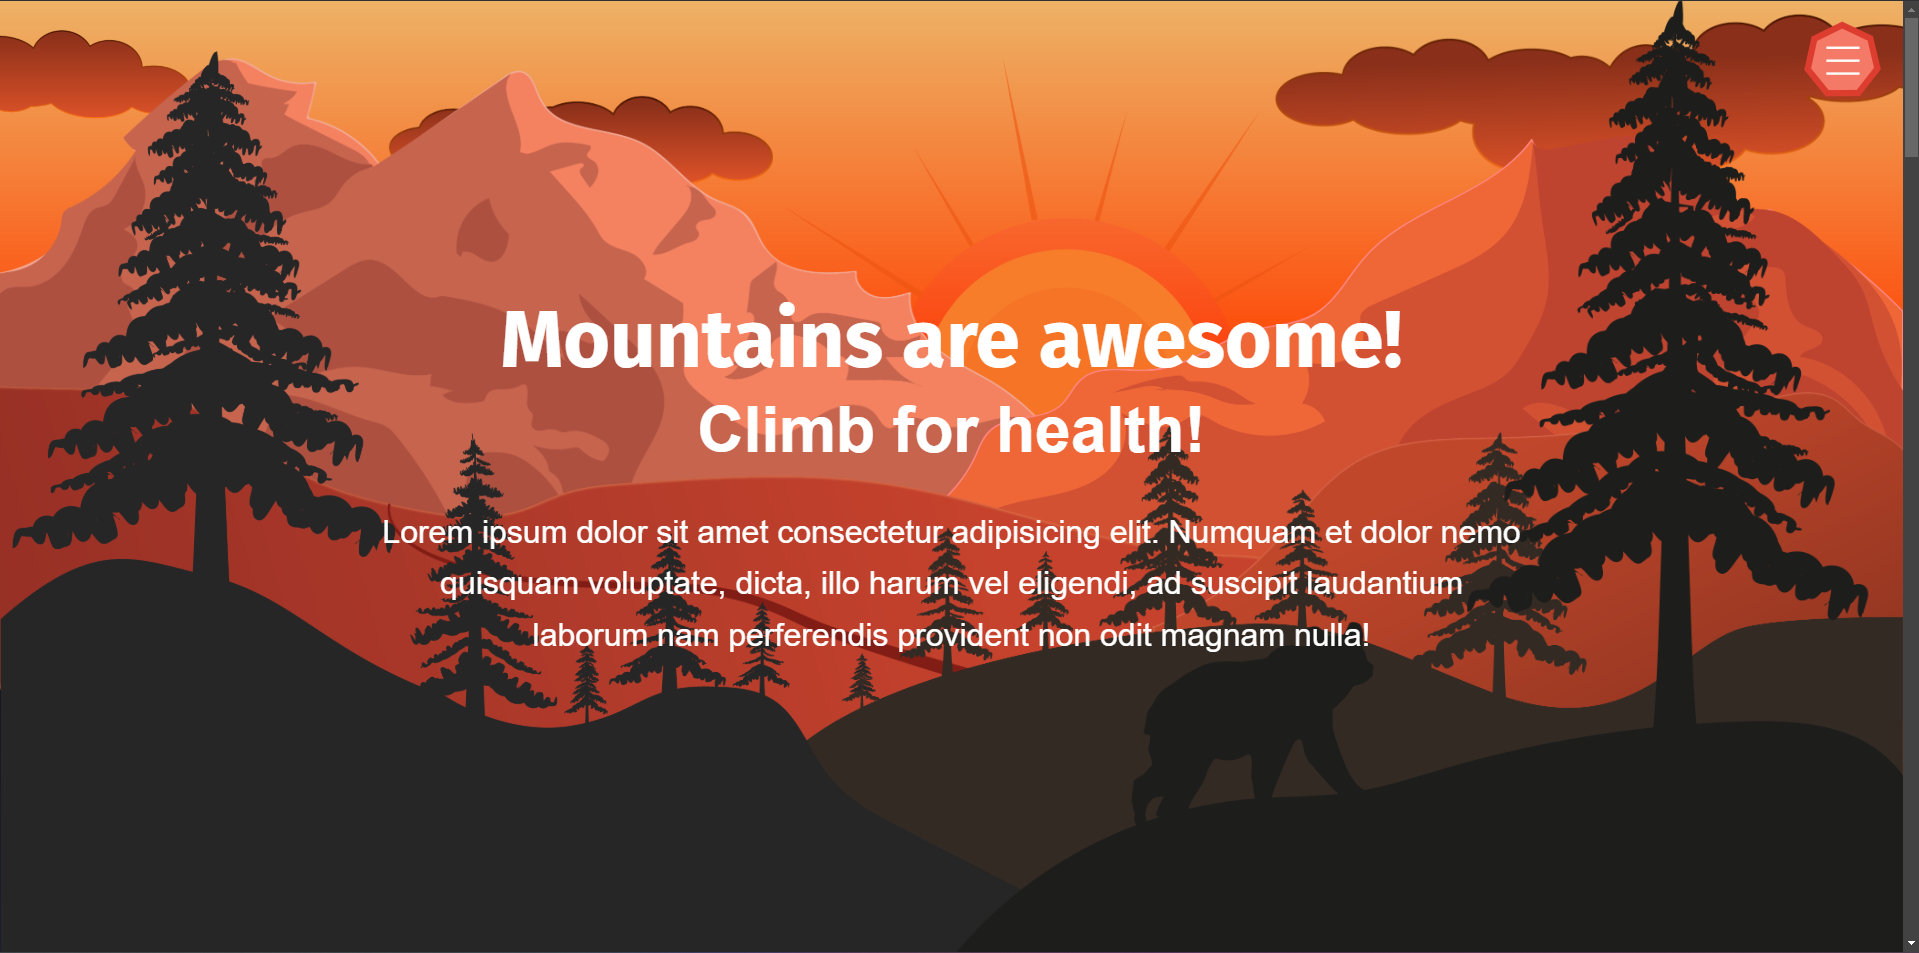 Mountains are awesome!
Climb for health!
Lorem ipsum dolor sit amet consectetur adipisicing elit. Numquam et dolor nemo
quisquam voluptate, dicta, illo harum vel eligendi, ad suscipit laudantium
laborum nam perferendis provident non odit magnam nulla!